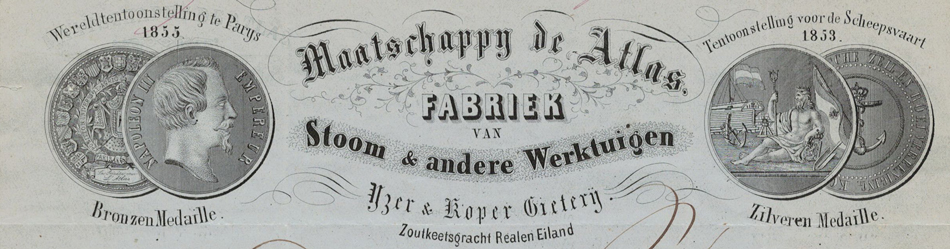 Wereldtentoonstelling te Parys
1855.
NAPOLEON III EMPEREUR
Bronzen Medaille.
Maatschappy de Atlas.
FABRIEK
VAN
Stoom & andere Werktuigen
Yzer & Koper Gietery.
Zoutkeetsgracht Realen Eiland
Tentoonstelling voor de Scheepsvaart
1853.
Zilveren Medaille.